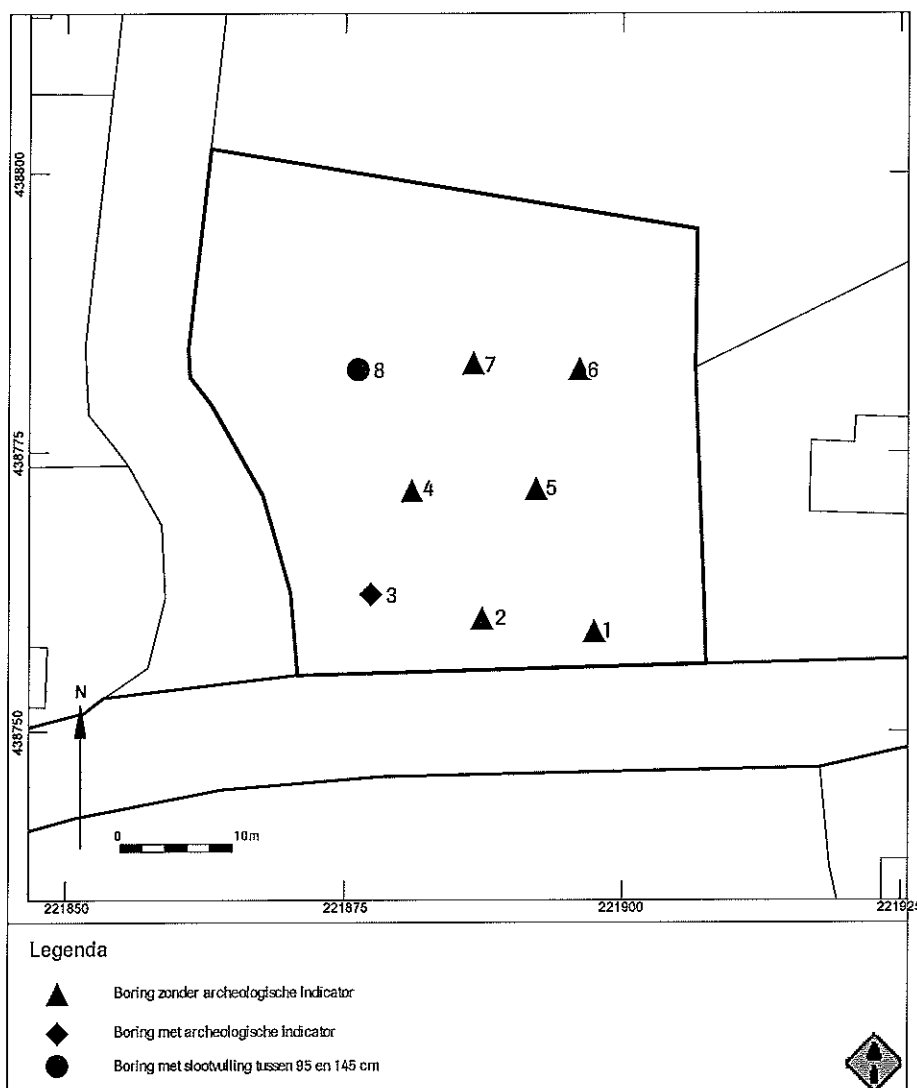 438800
8
7
6
438775
4
5
3
2
1
N
438750
0 10m
221850 221875 221900 221925
Legenda
Boring zonder archeologische Indicator
Boring met archeologische Indicator
Boring met slootvulling tussen 95 en 145 cm